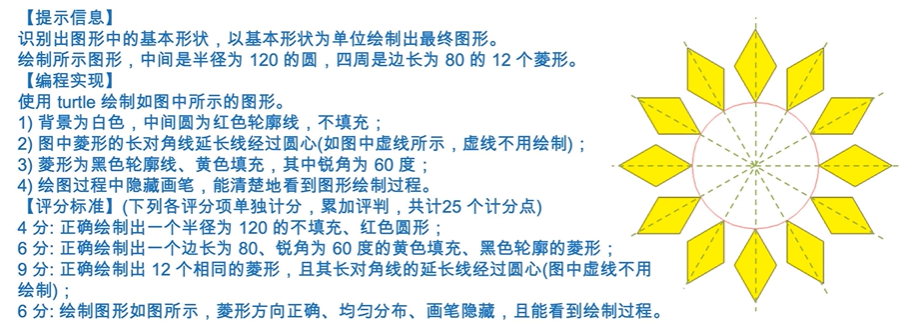 【提示信息】
识别出图形中的基本形状，以基本形状为单位绘制出最终图形。
绘制所示图形，中间是半径为 120 的圆，四周是边长为 80 的 12 个菱形。
【编程实现】
使用 turtle 绘制如图中所示的图形。
1) 背景为白色，中间圆为红色轮廓线，不填充；
2) 图中菱形的长对角线延长线经过圆心(如图中虚线所示，虚线不用绘制)；
3) 菱形为黑色轮廓线、黄色填充，其中锐角为 60 度；
4) 绘图过程中隐藏画笔，能清楚地看到图形绘制过程。
【评分标准】(下列各评分项单独计分，累加评判，共计25 个计分点)
4 分: 正确绘制出一个半径为 120 的不填充、红色圆形；
6 分: 正确绘制出一个边长为 80、锐角为 60 度的黄色填充、黑色轮廓的菱形；
9 分: 正确绘制出 12 个相同的菱形，且其长对角线的延长线经过圆心(图中虚线不用
绘制)；
6 分: 绘制图形如图所示，菱形方向正确、均匀分布、画笔隐藏，且能看到绘制过程。